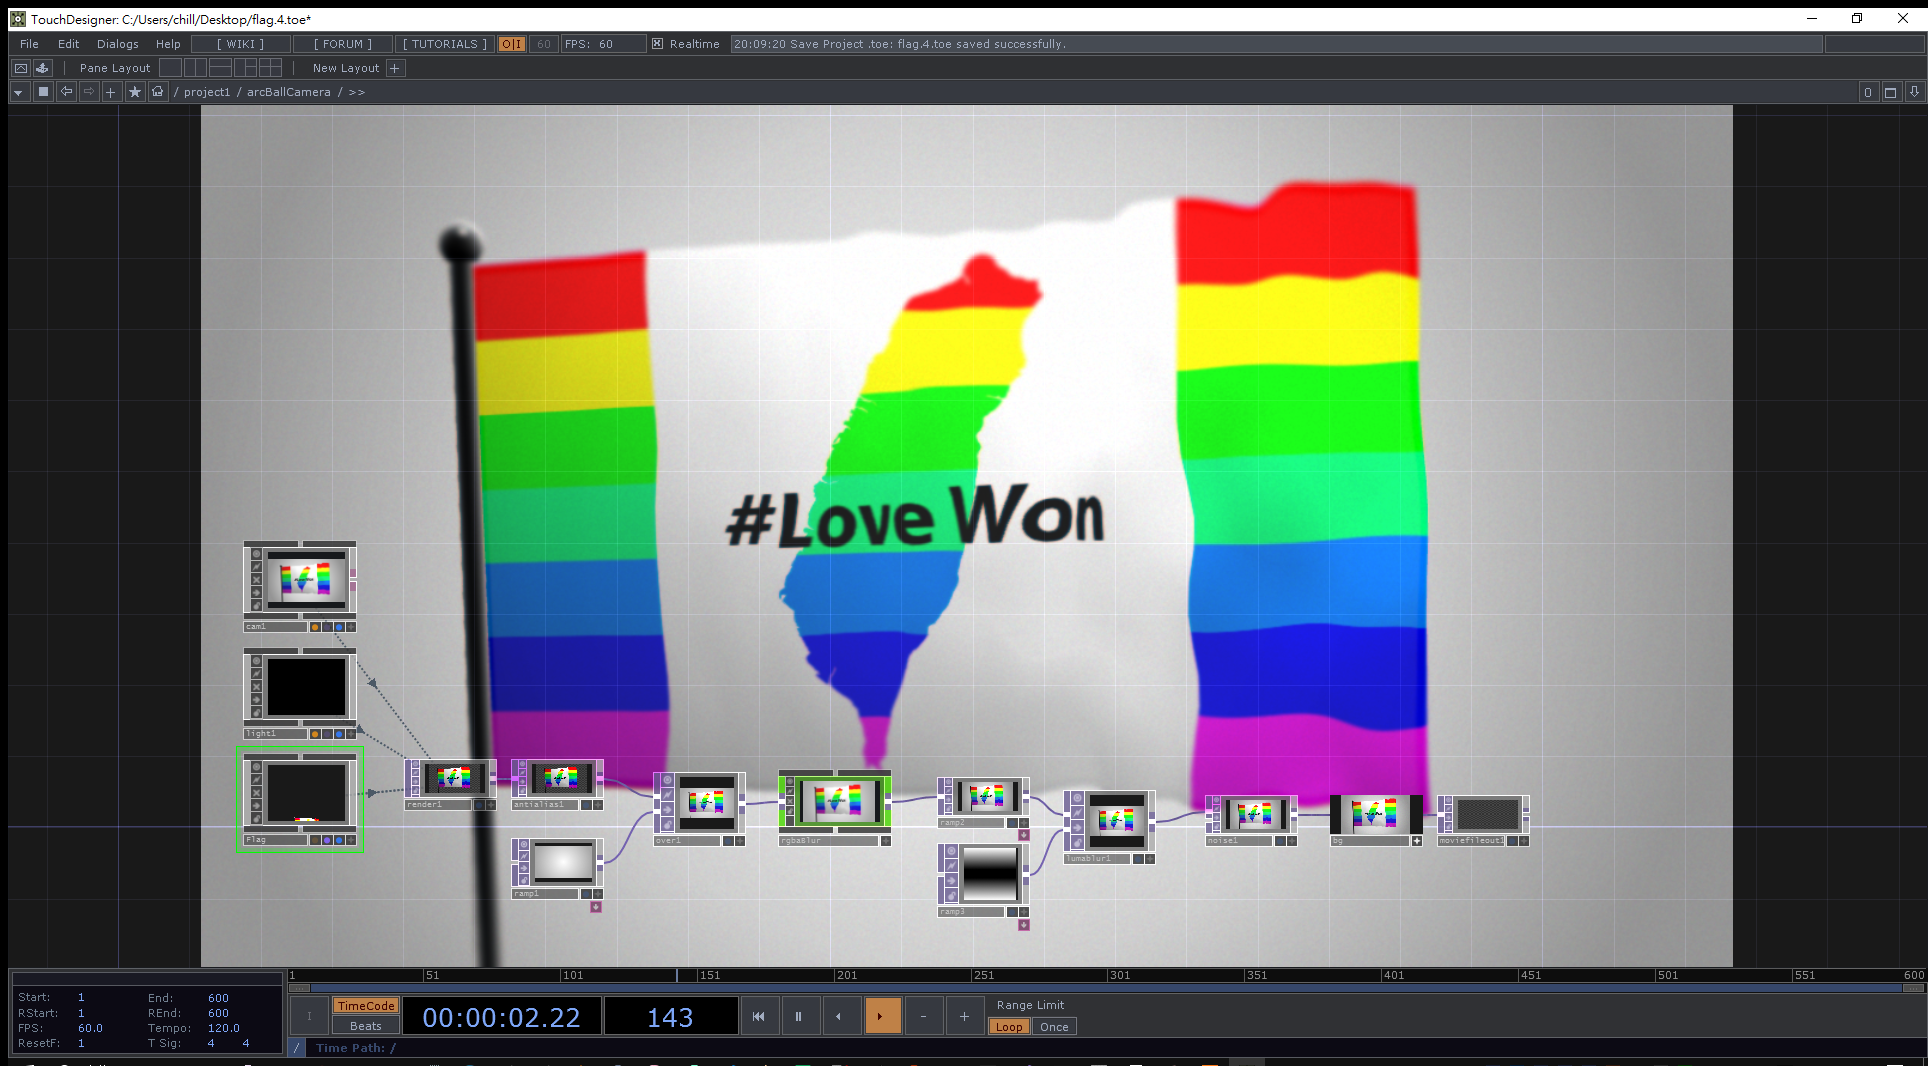 TouchDesigner: C:/Users/chill/Desktop/flag.4.toe*
File Edit Dialogs Help [ WIKI ] [ FORUM ] [ TUTORIALS ] O|I 60 FPS: 60 Realtime 20:09:20 Save Project .toe: flag.4.toe saved successfully.
Pane Layout New Layout +
/ project1 / arcBallCamera / >> 0
#Love Won
cam1
light1
Flag
render1
antialias1
ramp1
over1
rgbaBlur
ramp2
ramp3
lumablur1
noise1
bg
moviefileout1
1 51 101 151 201 251 301 351 401 451 501 551 600
Start: 1 End: 600
RStart: 1 REnd: 600
FPS: 60.0 Tempo: 120.0
ResetF: 1 T Sig: 4 4
TimeCode
Beats
00:00:02.22
143
Range Limit
Loop Once
/ Time Path: /